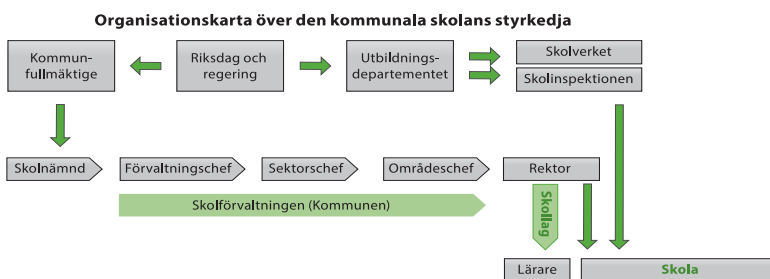 Organisationskarta över den kommunala skolans styrkedja
Kommun-
fullmäktige
Riksdag och
regering
Utbildnings-
departementet
Skolverket
Skolinspektionen
Skolnämnd
Förvaltningschef
Sektorschef
Områdeschef
Rektor
Skolförvaltningen (Kommunen)
Skollag
Lärare
Skola